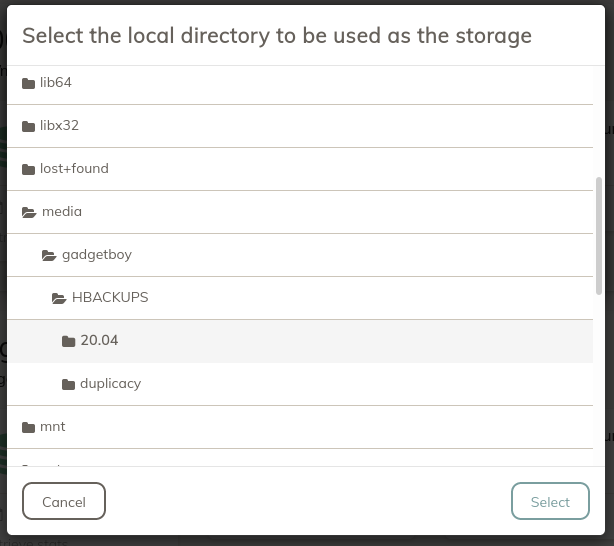 Select the local directory to be used as the storage
lib64
libx32
lost+found
media
gadgetboy
HBACKUPS
20.04
duplicacy
mnt
Cancel
Select